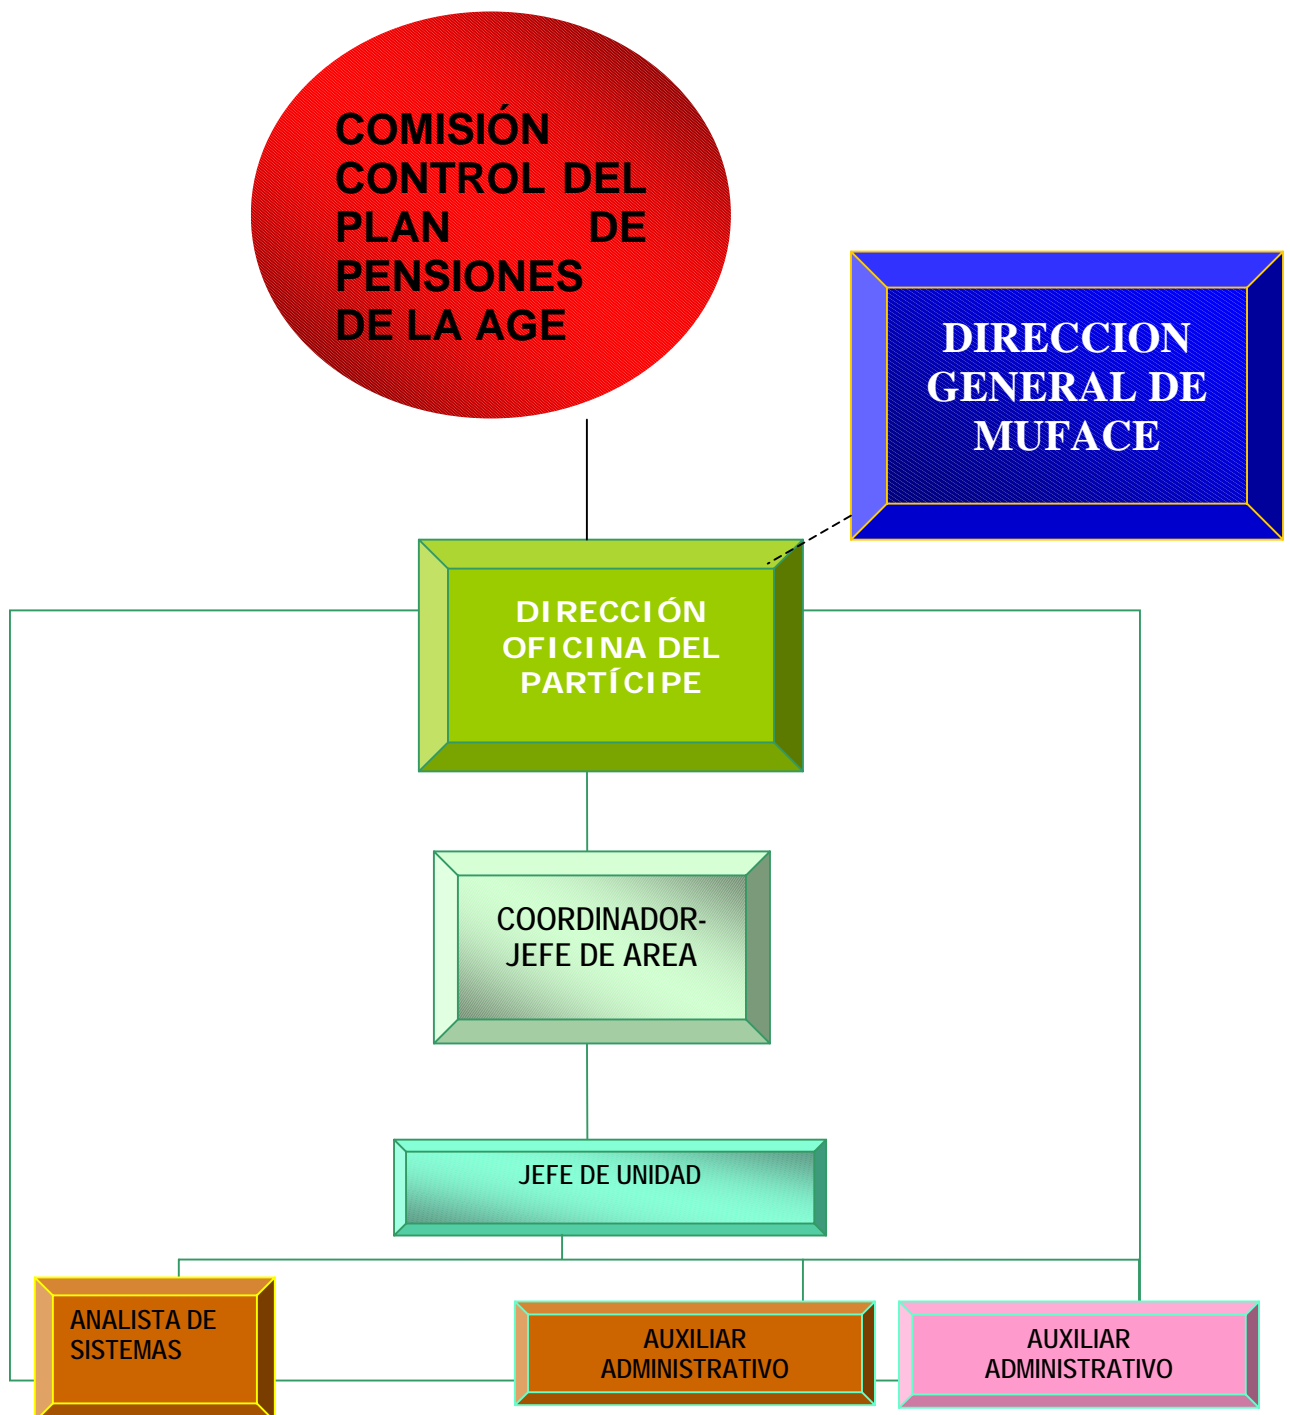 COMISIÓN
CONTROL DEL
PLAN DE
PENSIONES
DE LA AGE
DIRECCION
GENERAL DE
MUFACE
DIRECCIÓN
OFICINA DEL
PARTÍCIPE
COORDINADOR-
JEFE DE AREA
JEFE DE UNIDAD
ANALISTA DE
SISTEMAS
AUXILIAR
ADMINISTRATIVO
AUXILIAR
ADMINISTRATIVO